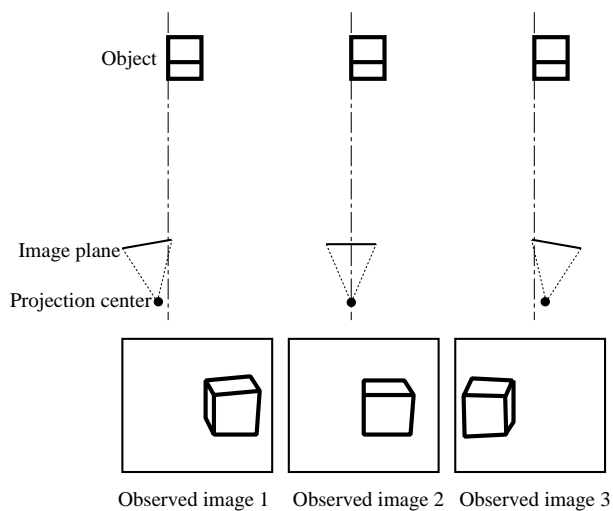 Object
Image plane
Projection center
Observed image 1
Observed image 2
Observed image 3